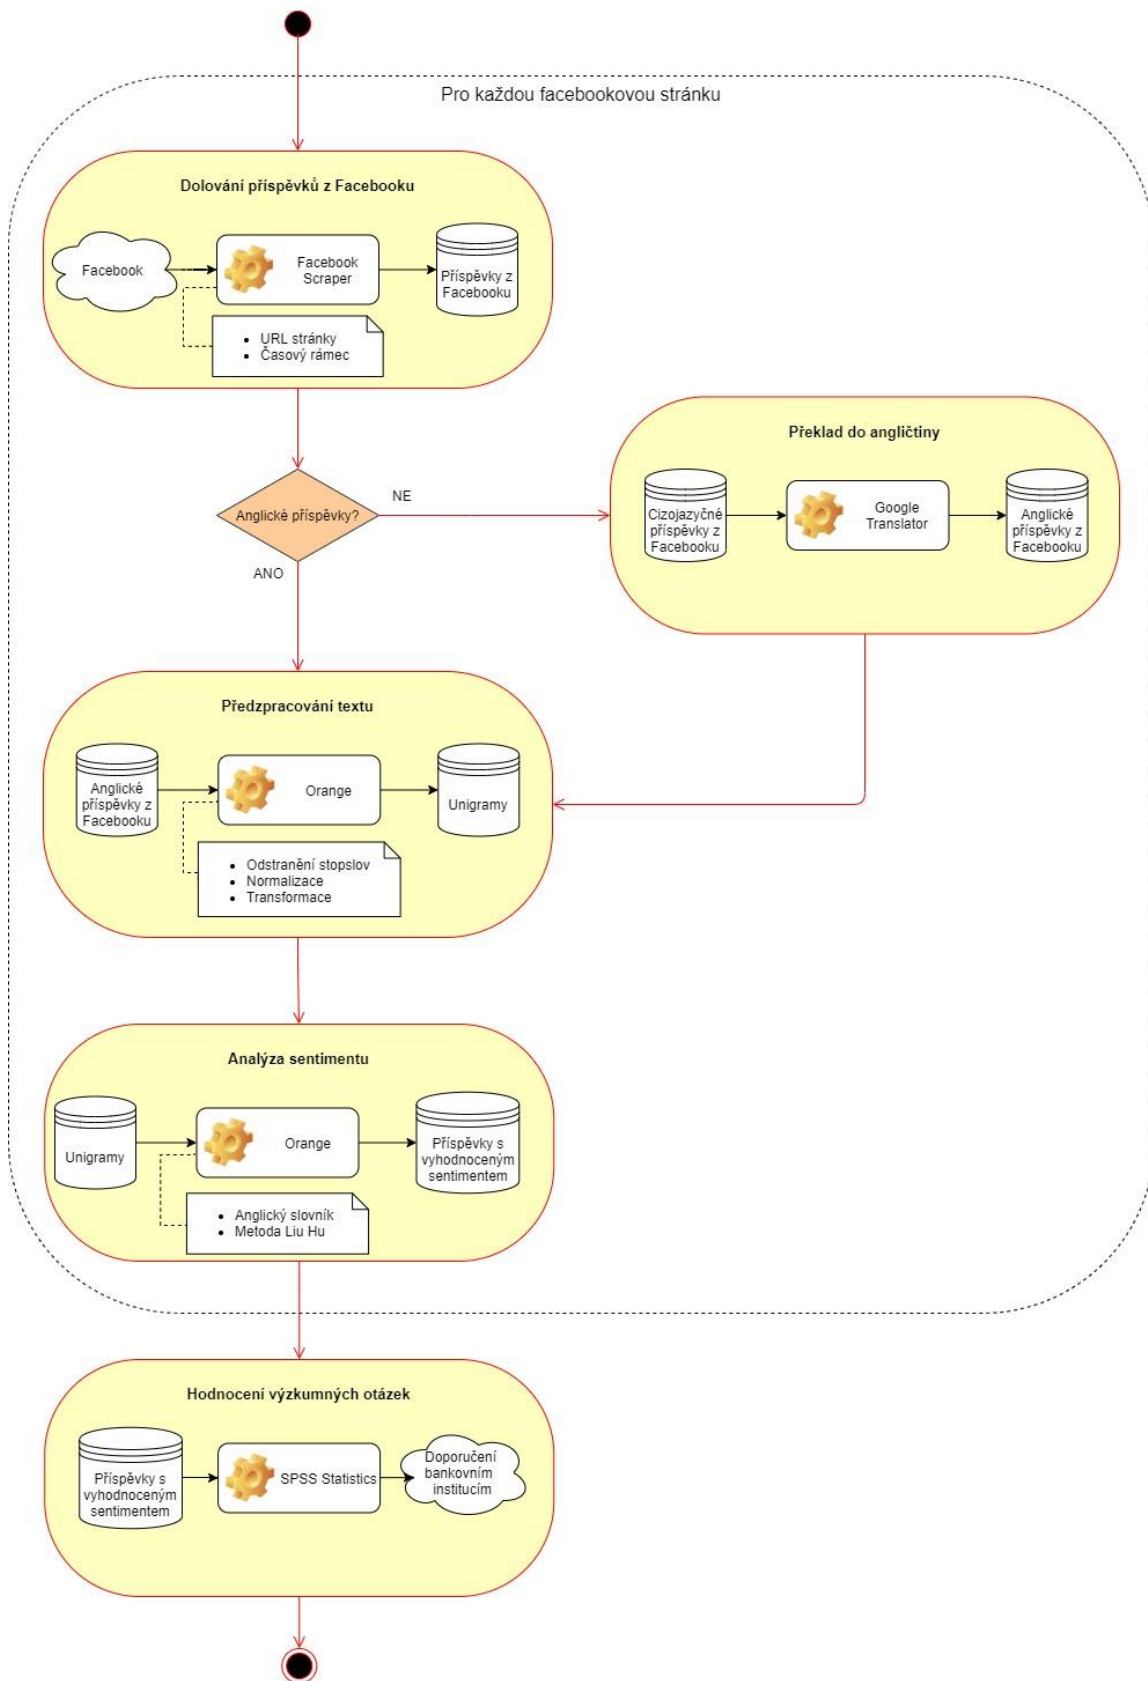 Pro každou facebookovou stránku
Dolování příspěvků z Facebooku
Facebook
Facebook
Scraper
Příspěvky z
Facebooku
• URL stránky
• Časový rámec
Anglické příspěvky?
NE
ANO
Překlad do angličtiny
Cizojazyčné
příspěvky z
Facebooku
Google
Translator
Anglické
příspěvky z
Facebooku
Předzpracování textu
Anglické
příspěvky z
Facebooku
Orange
Unigramy
• Odstranění stopslov
• Normalizace
• Transformace
Analýza sentimentu
Unigramy
Orange
Příspěvky s
vyhodnoceným
sentimentem
• Anglický slovník
• Metoda Liu Hu
Hodnocení výzkumných otázek
Příspěvky s
vyhodnoceným
sentimentem
SPSS Statistics
Doporučení
bankovním
institucím